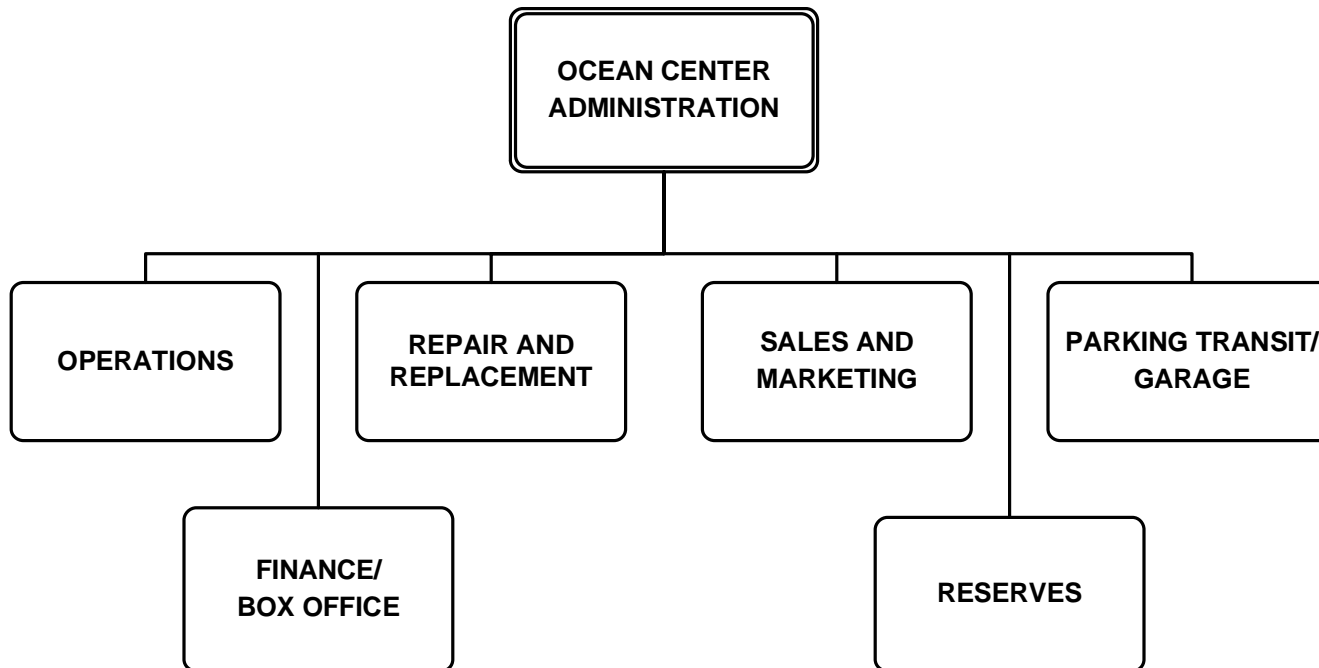 OCEAN CENTER
ADMINISTRATION
OPERATIONS
REPAIR AND
REPLACEMENT
SALES AND
MARKETING
PARKING TRANSIT/
GARAGE
FINANCE/
BOX OFFICE
RESERVES